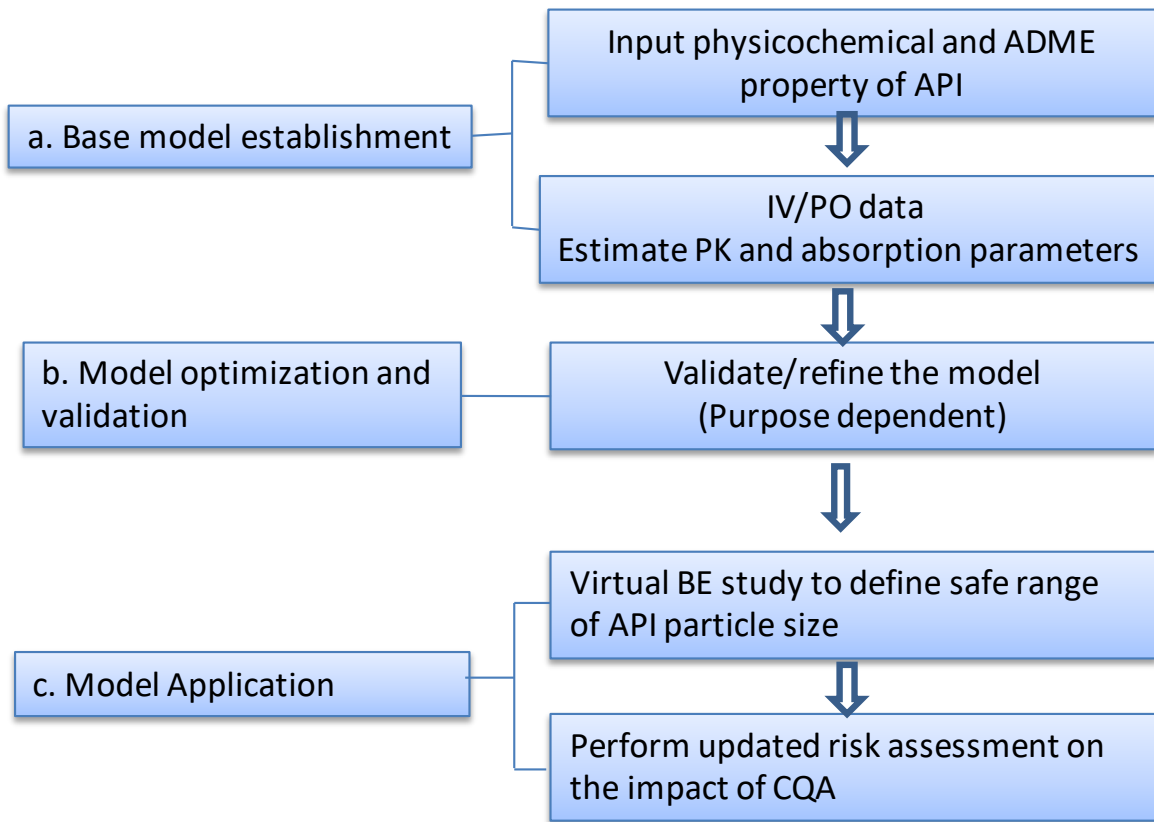 Input physicochemical and ADME
property of API
a. Base model establishment
IV/PO data
Estimate PK and absorption parameters
b. Model optimization and
validation
Validate/refine the model
(Purpose dependent)
Virtual BE study to define safe range
of API particle size
c. Model Application
Perform updated risk assessment on
the impact of CQA